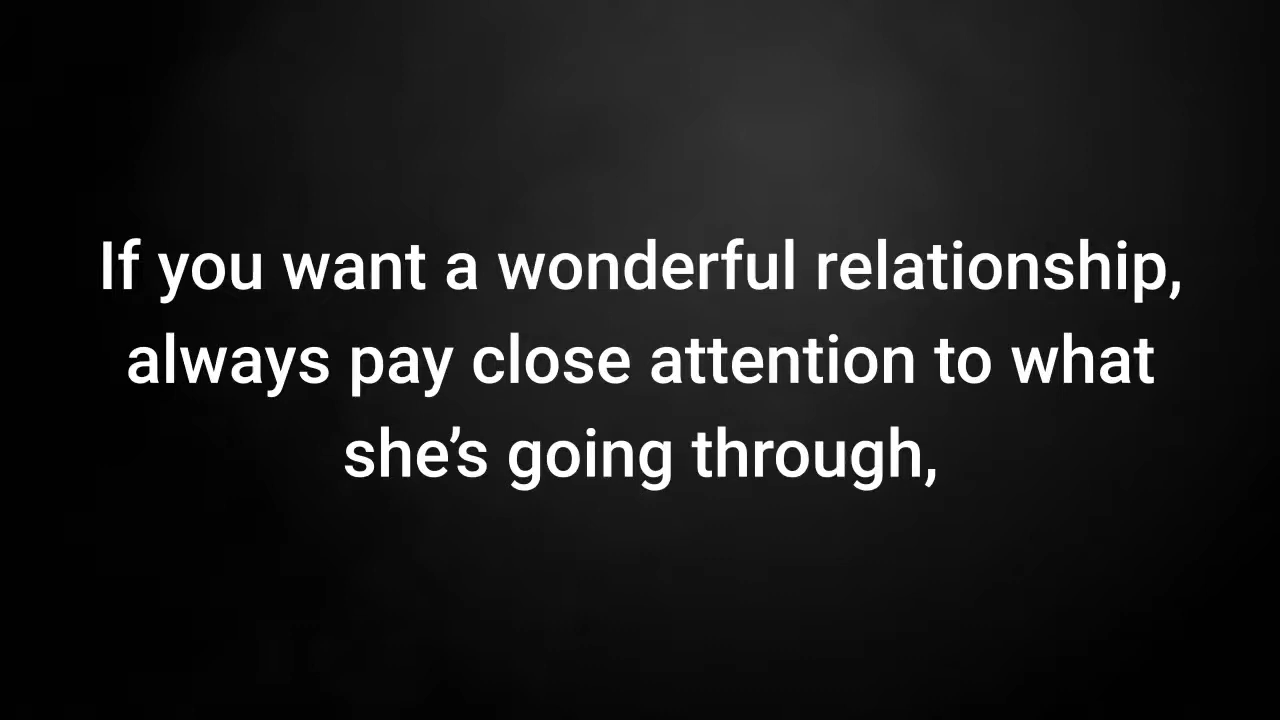 If you want a wonderful relationship,
always pay close attention to what
she’s going through,